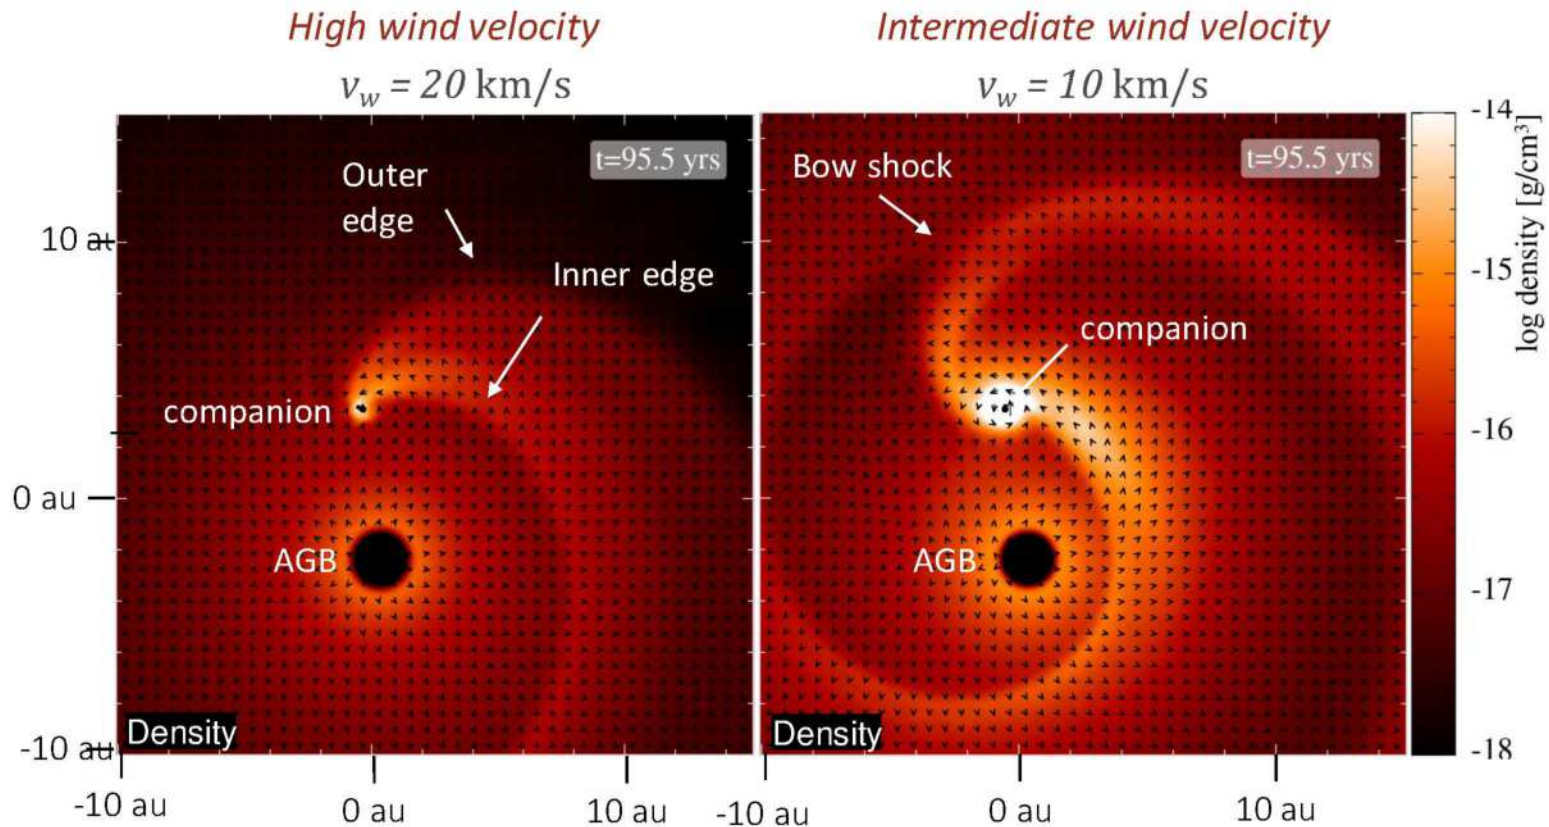 High wind velocity
v_w = 20 km/s
Intermediate wind velocity
v_w = 10 km/s
t=95.5 yrs
Outer
edge
Inner edge
companion
AGB
Density
t=95.5 yrs
Bow shock
companion
AGB
Density
10 au
0 au
-10 au
-10 au
0 au
10 au
-10 au
0 au
10 au
-14
-15
-16
-17
-18
log density [g/cm³]